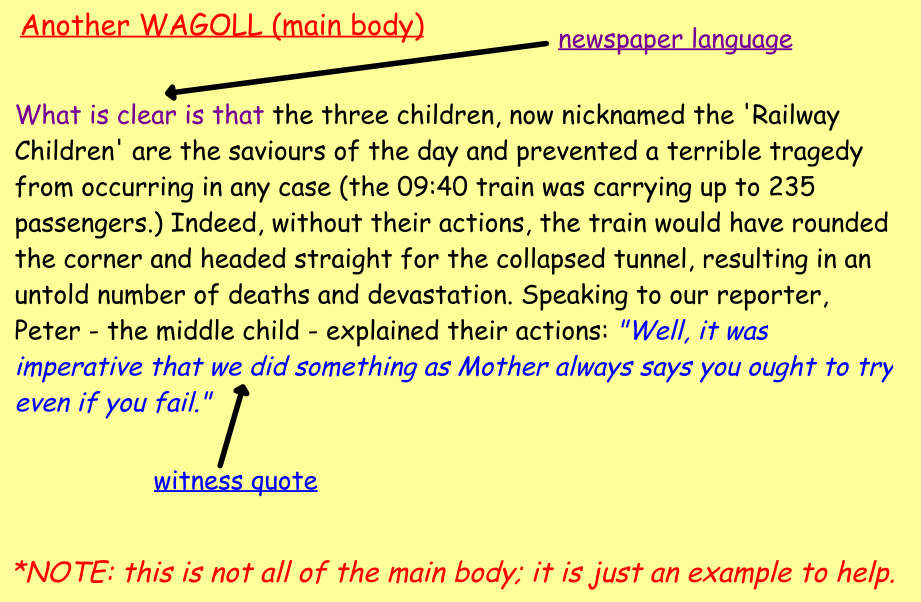 Another WAGOLL (main body)
newspaper language
What is clear is that the three children, now nicknamed the 'Railway
Children' are the saviours of the day and prevented a terrible tragedy
from occurring in any case (the 09:40 train was carrying up to 235
passengers.) Indeed, without their actions, the train would have rounded
the corner and headed straight for the collapsed tunnel, resulting in an
untold number of deaths and devastation. Speaking to our reporter,
Peter - the middle child - explained their actions: "Well, it was
imperative that we did something as Mother always says you ought to try
even if you fail."
witness quote
*NOTE: this is not all of the main body; it is just an example to help.